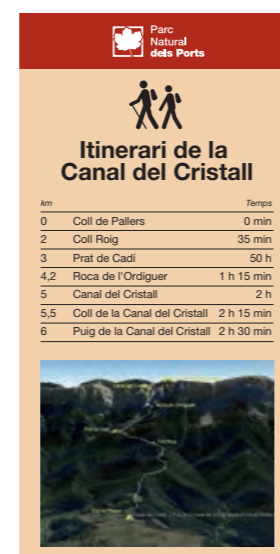 Parc
Natural
dels Ports
Itinerari de la
Canal del Cristall
km Temps
0 Coll de Pallers 0 min
2 Coll Roig 35 min
3 Prat de Cadí 50 h
4,2 Roca de l'Ordiguer 1 h 15 min
5 Canal del Cristall 2 h
5,5 Coll de la Canal del Cristall 2 h 15 min
6 Puig de la Canal del Cristall 2 h 30 min